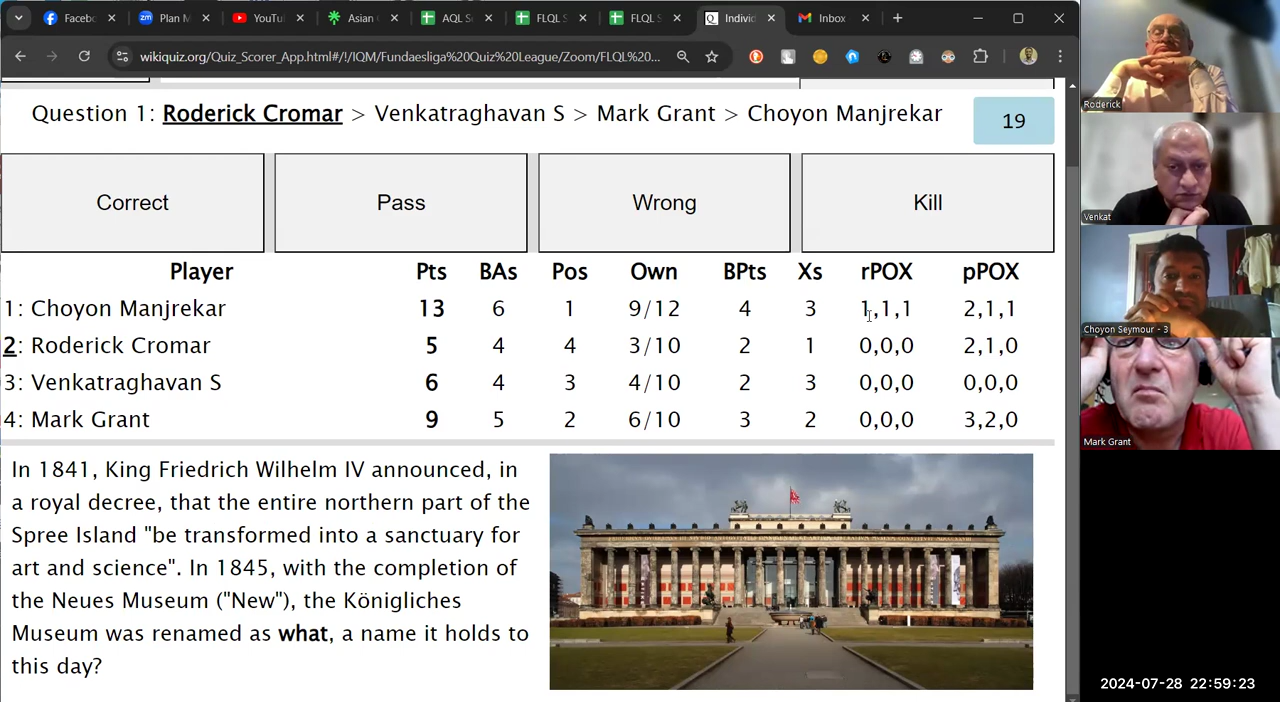 Facebo
Plan M
YouTu
Asian
AQL S
FLQL S
FLQL S
Individ
Inbox
wikiquiz.org/Quiz_Scorer_App.html#/!/IQM/Fundaesliga%20Quiz%20League/Zoom/FLQL%20...
Question 1: Roderick Cromar > Venkatraghavan S > Mark Grant > Choyon Manjrekar
19
Correct Pass Wrong Kill
Player Pts BAs Pos Own BPts Xs rPOX pPOX
1: Choyon Manjrekar 13 6 1 9/12 4 3 1,1,1 2,1,1
2: Roderick Cromar 5 4 4 3/10 2 1 0,0,0 2,1,0
3: Venkatraghavan S 6 4 3 4/10 2 3 0,0,0 0,0,0
4: Mark Grant 9 5 2 6/10 3 2 0,0,0 3,2,0
In 1841, King Friedrich Wilhelm IV announced, in
a royal decree, that the entire northern part of the
Spree Island "be transformed into a sanctuary for
art and science". In 1845, with the completion of
the Neues Museum ("New"), the Königliches
Museum was renamed as what, a name it holds to
this day?
Roderick
Venkat
Choyon Seymour - 3
Mark Grant
2024-07-28 22:59:23